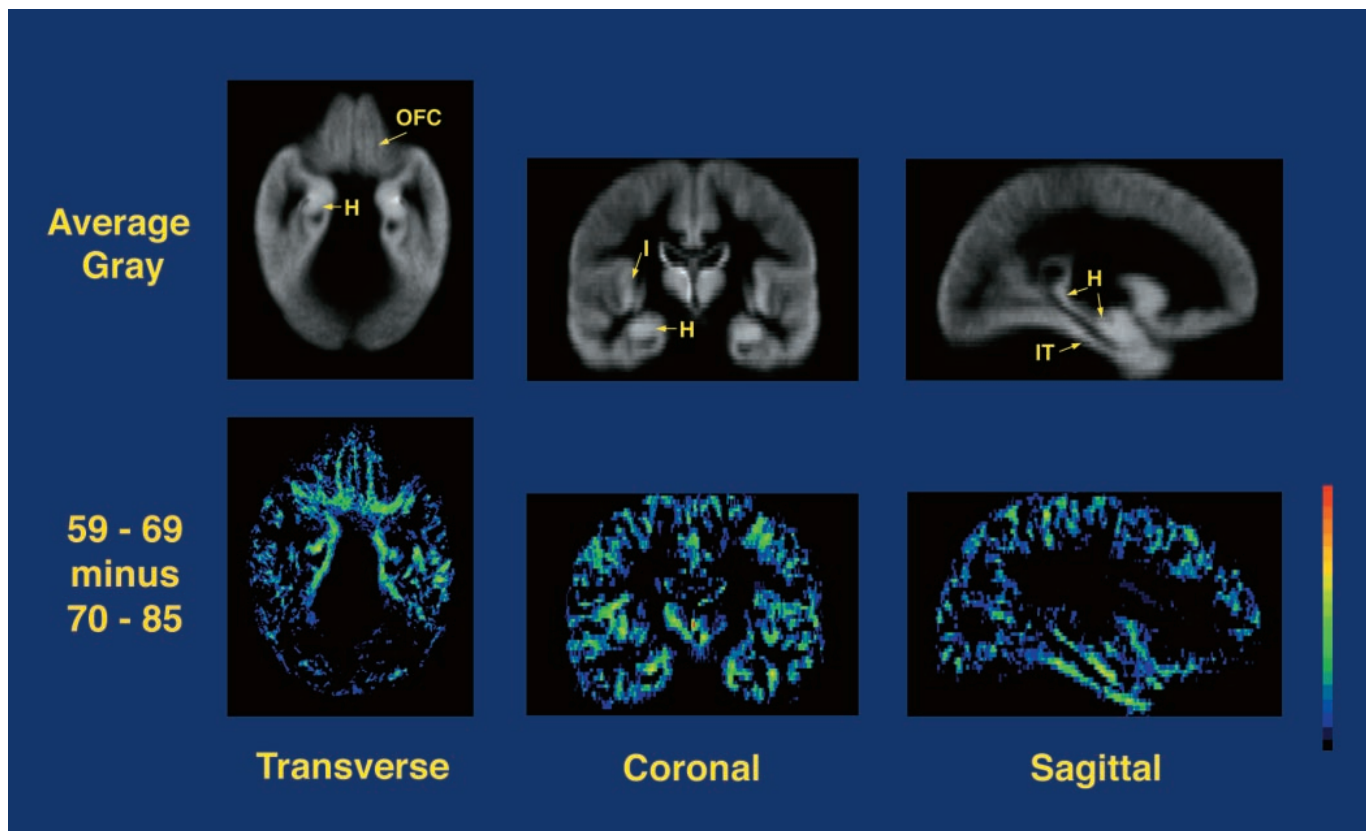 Average
Gray
OFC
H
I
H
H
IT
59 - 69
minus
70 - 85
Transverse
Coronal
Sagittal